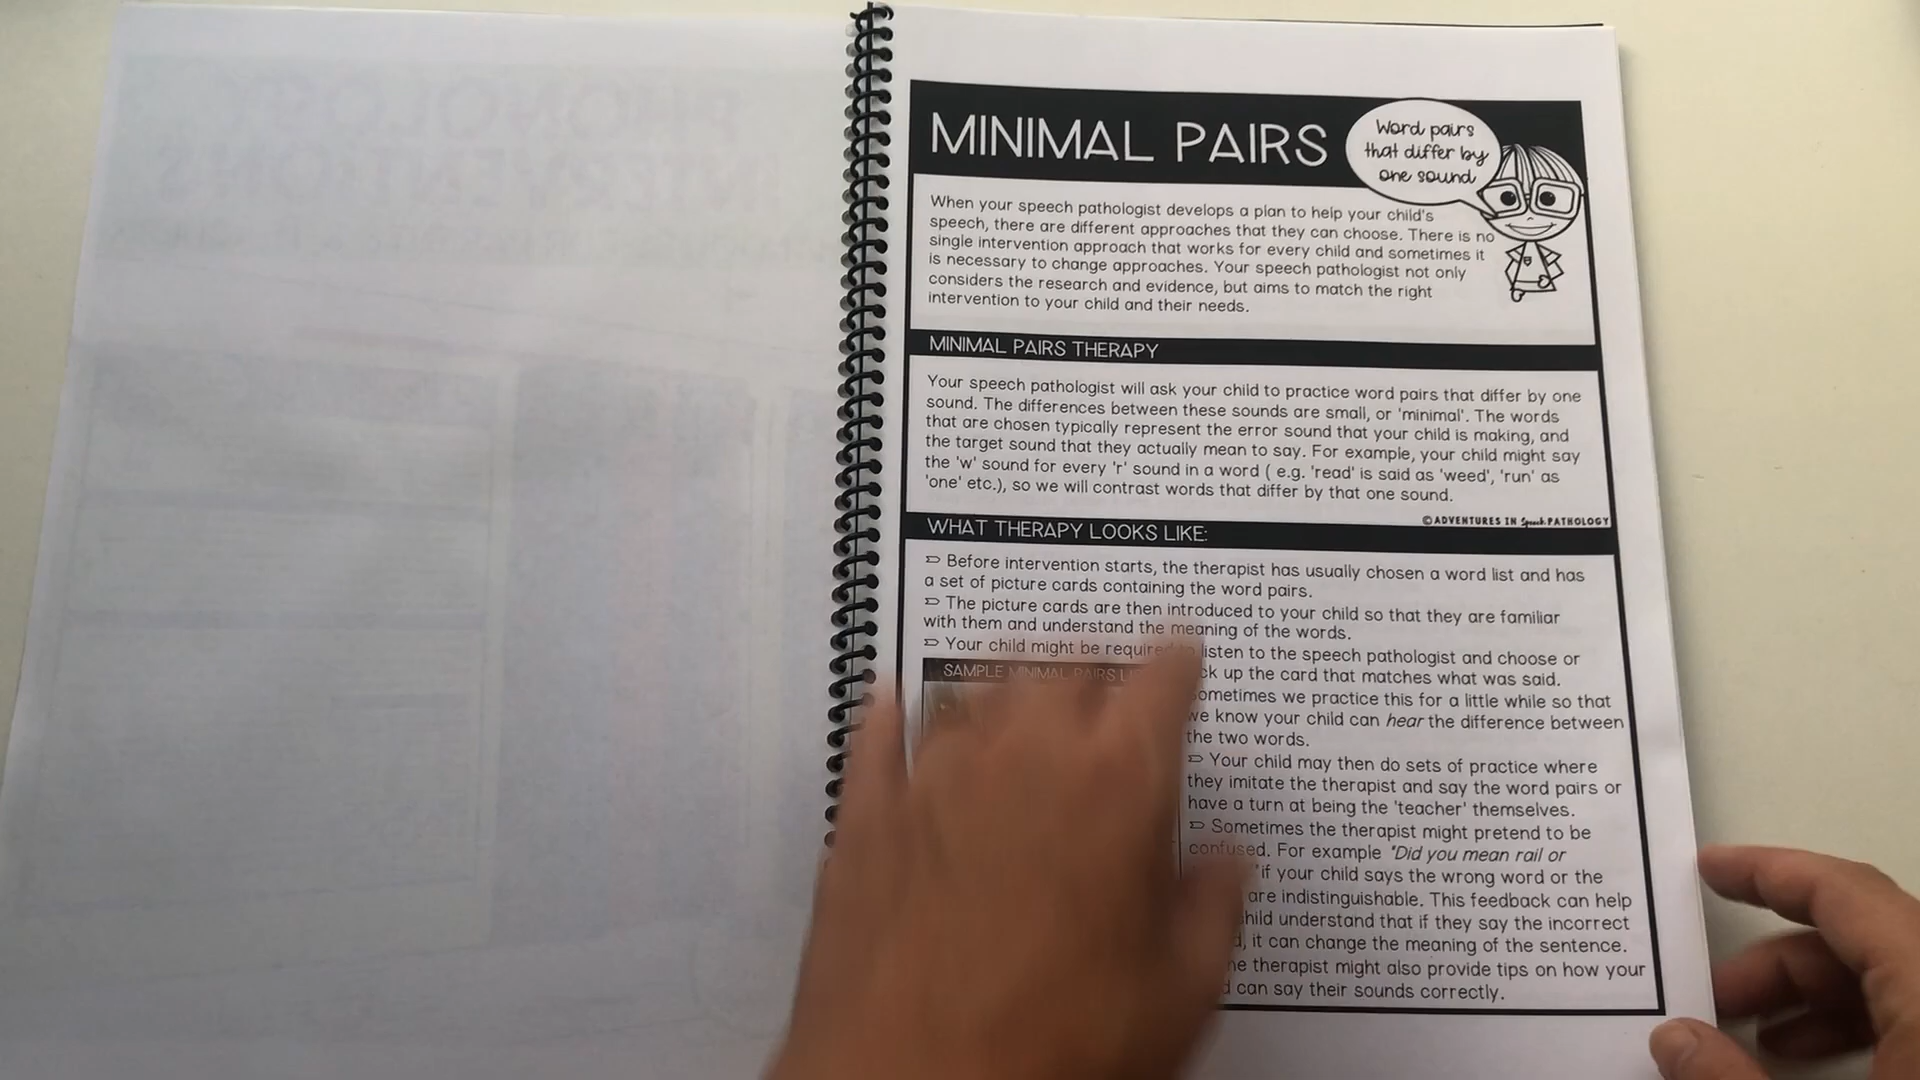 MINIMAL PAIRS
Word pairs
that differ by
one sound
When your speech pathologist develops a plan to help your child's
speech, there are different approaches that they can choose. There is no
single intervention approach that works for every child and sometimes it
is necessary to change approaches. Your speech pathologist not only
considers the research and evidence, but aims to match the right
intervention to your child and their needs.
MINIMAL PAIRS THERAPY
Your speech pathologist will ask your child to practice word pairs that differ by one
sound. The differences between these sounds are small, or 'minimal'. The words
that are chosen typically represent the error sound that your child is making, and
the target sound that they actually mean to say. For example, your child might say
the 'w' sound for every 'r' sound in a word ( e.g. 'read' is said as 'weed', 'run' as
'one' etc.), so we will contrast words that differ by that one sound.
©ADVENTURES IN Speech PATHOLOGY
WHAT THERAPY LOOKS LIKE:
⇨ Before intervention starts, the therapist has usually chosen a word list and has
a set of picture cards containing the word pairs.
⇨ The picture cards are then introduced to your child so that they are familiar
with them and understand the meaning of the words.
⇨ Your child might be required to listen to the speech pathologist and choose or
up the card that matches what was said.
SAMPLE MINIMAL PAIRS
Sometimes we practice this for a little while so that
we know your child can hear the difference between
the two words.
⇨ Your child may then do sets of practice where
they imitate the therapist and say the word pairs or
have a turn at being the 'teacher' themselves.
⇨ Sometimes the therapist might pretend to be
confused. For example "Did you mean rail or
if your child says the wrong word or the
are indistinguishable. This feedback can help
child understand that if they say the incorrect
it can change the meaning of the sentence.
therapist might also provide tips on how your
can say their sounds correctly.